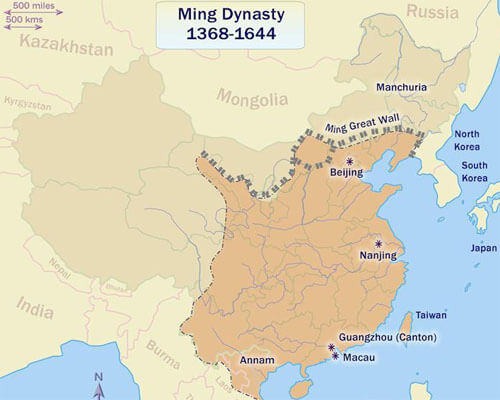 500 miles
500 kms
Ming Dynasty
1368-1644
Russia
Kazakhstan
Mongolia
Manchuria
Kyrgyzstan
Ming Great Wall
North
Korea
Beijing
South
Korea
Japan
Nanjing
Nepal
Bhutan
India
Taiwan
Burma
Guangzhou (Canton)
Macau
Annam
Laos
N